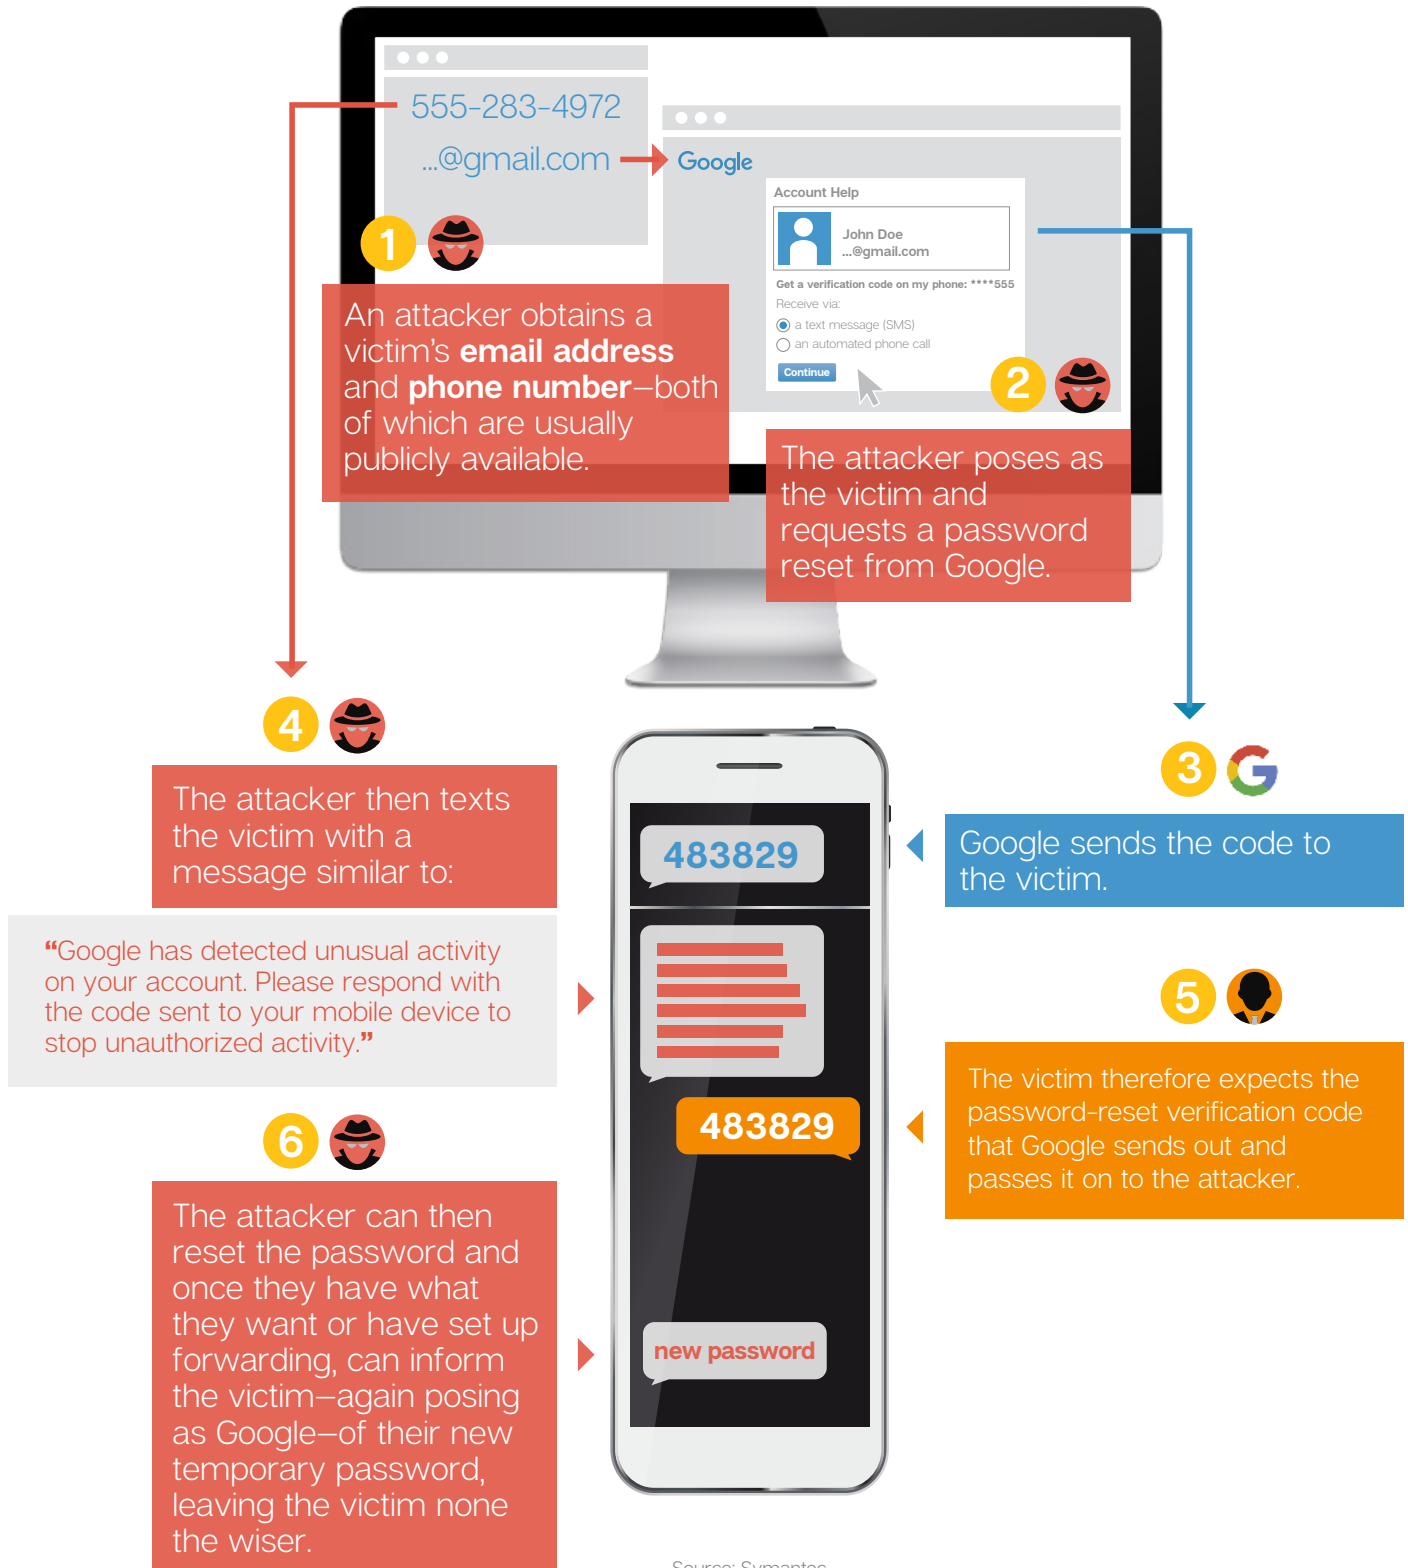 555-283-4972
...@gmail.com
Google
Account Help
John Doe
...@gmail.com
Get a verification code on my phone: ****555
Receive via:
a text message (SMS)
an automated phone call
Continue
1
An attacker obtains a
victim's email address
and phone number—both
of which are usually
publicly available.
2
The attacker poses as
the victim and
requests a password
reset from Google.
3
G
Google sends the code to
the victim.
483829
4
The attacker then texts
the victim with a
message similar to:
“Google has detected unusual activity
on your account. Please respond with
the code sent to your mobile device to
stop unauthorized activity.”
5
The victim therefore expects the
password-reset verification code
that Google sends out and
passes it on to the attacker.
483829
6
The attacker can then
reset the password and
once they have what
they want or have set up
forwarding, can inform
the victim—again posing
as Google—of their new
temporary password,
leaving the victim none
the wiser.
new password
Source: Symantec